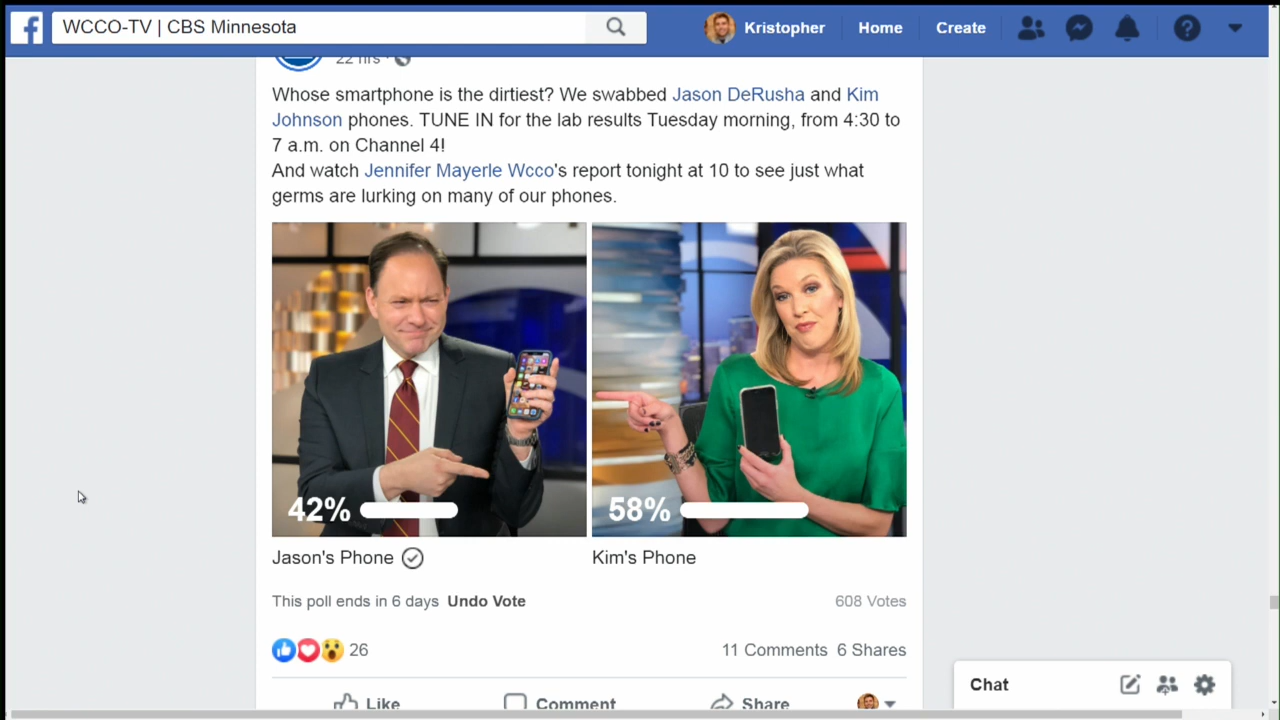 WCCO-TV | CBS Minnesota
Kristopher
Home
Create
22 hrs ·
Whose smartphone is the dirtiest? We swabbed Jason DeRusha and Kim
Johnson phones. TUNE IN for the lab results Tuesday morning, from 4:30 to
7 a.m. on Channel 4!
And watch Jennifer Mayerle Wcco's report tonight at 10 to see just what
germs are lurking on many of our phones.
42%
58%
Jason's Phone
Kim's Phone
This poll ends in 6 days Undo Vote
608 Votes
26
11 Comments 6 Shares
Like
Comment
Share
Chat